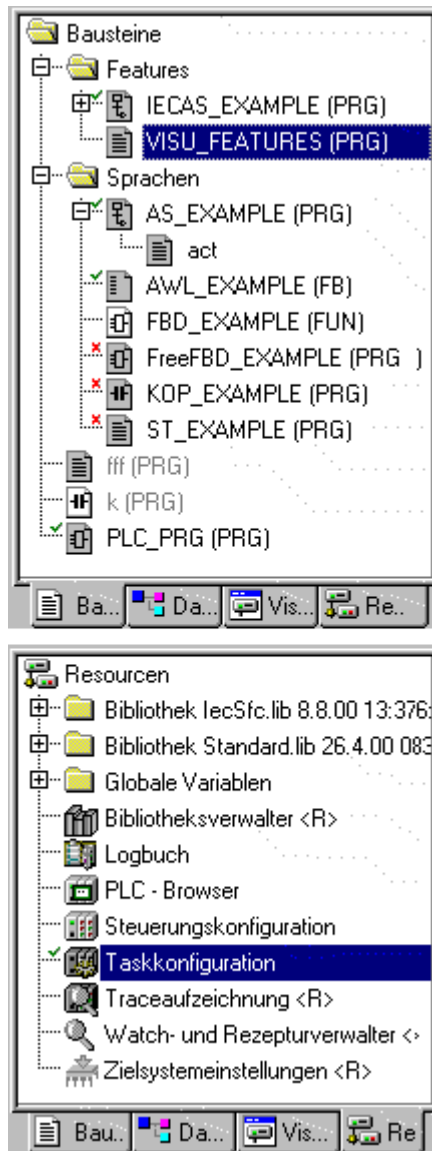 Bausteine
Features
IECAS_EXAMPLE (PRG)
VISU_FEATURES (PRG)
Sprachen
AS_EXAMPLE (PRG)
act
AWL_EXAMPLE (FB)
FBD_EXAMPLE (FUN)
FreeFBD_EXAMPLE (PRG )
KOP_EXAMPLE (PRG)
ST_EXAMPLE (PRG)
fff (PRG)
k (PRG)
PLC_PRG (PRG)
Ba... Da... Vis... Re..
Resourcen
Bibliothek IecSfc.lib 8.8.00 13:376:
Bibliothek Standard.lib 26.4.00 083
Globale Variablen
Bibliotheksverwalter <R>
Logbuch
PLC - Browser
Steuerungskonfiguration
Taskkonfiguration
Traceaufzeichnung <R>
Watch- und Rezepturverwalter <
Zielsystemeinstellungen <R>
Bau.. Da... Vis... Re